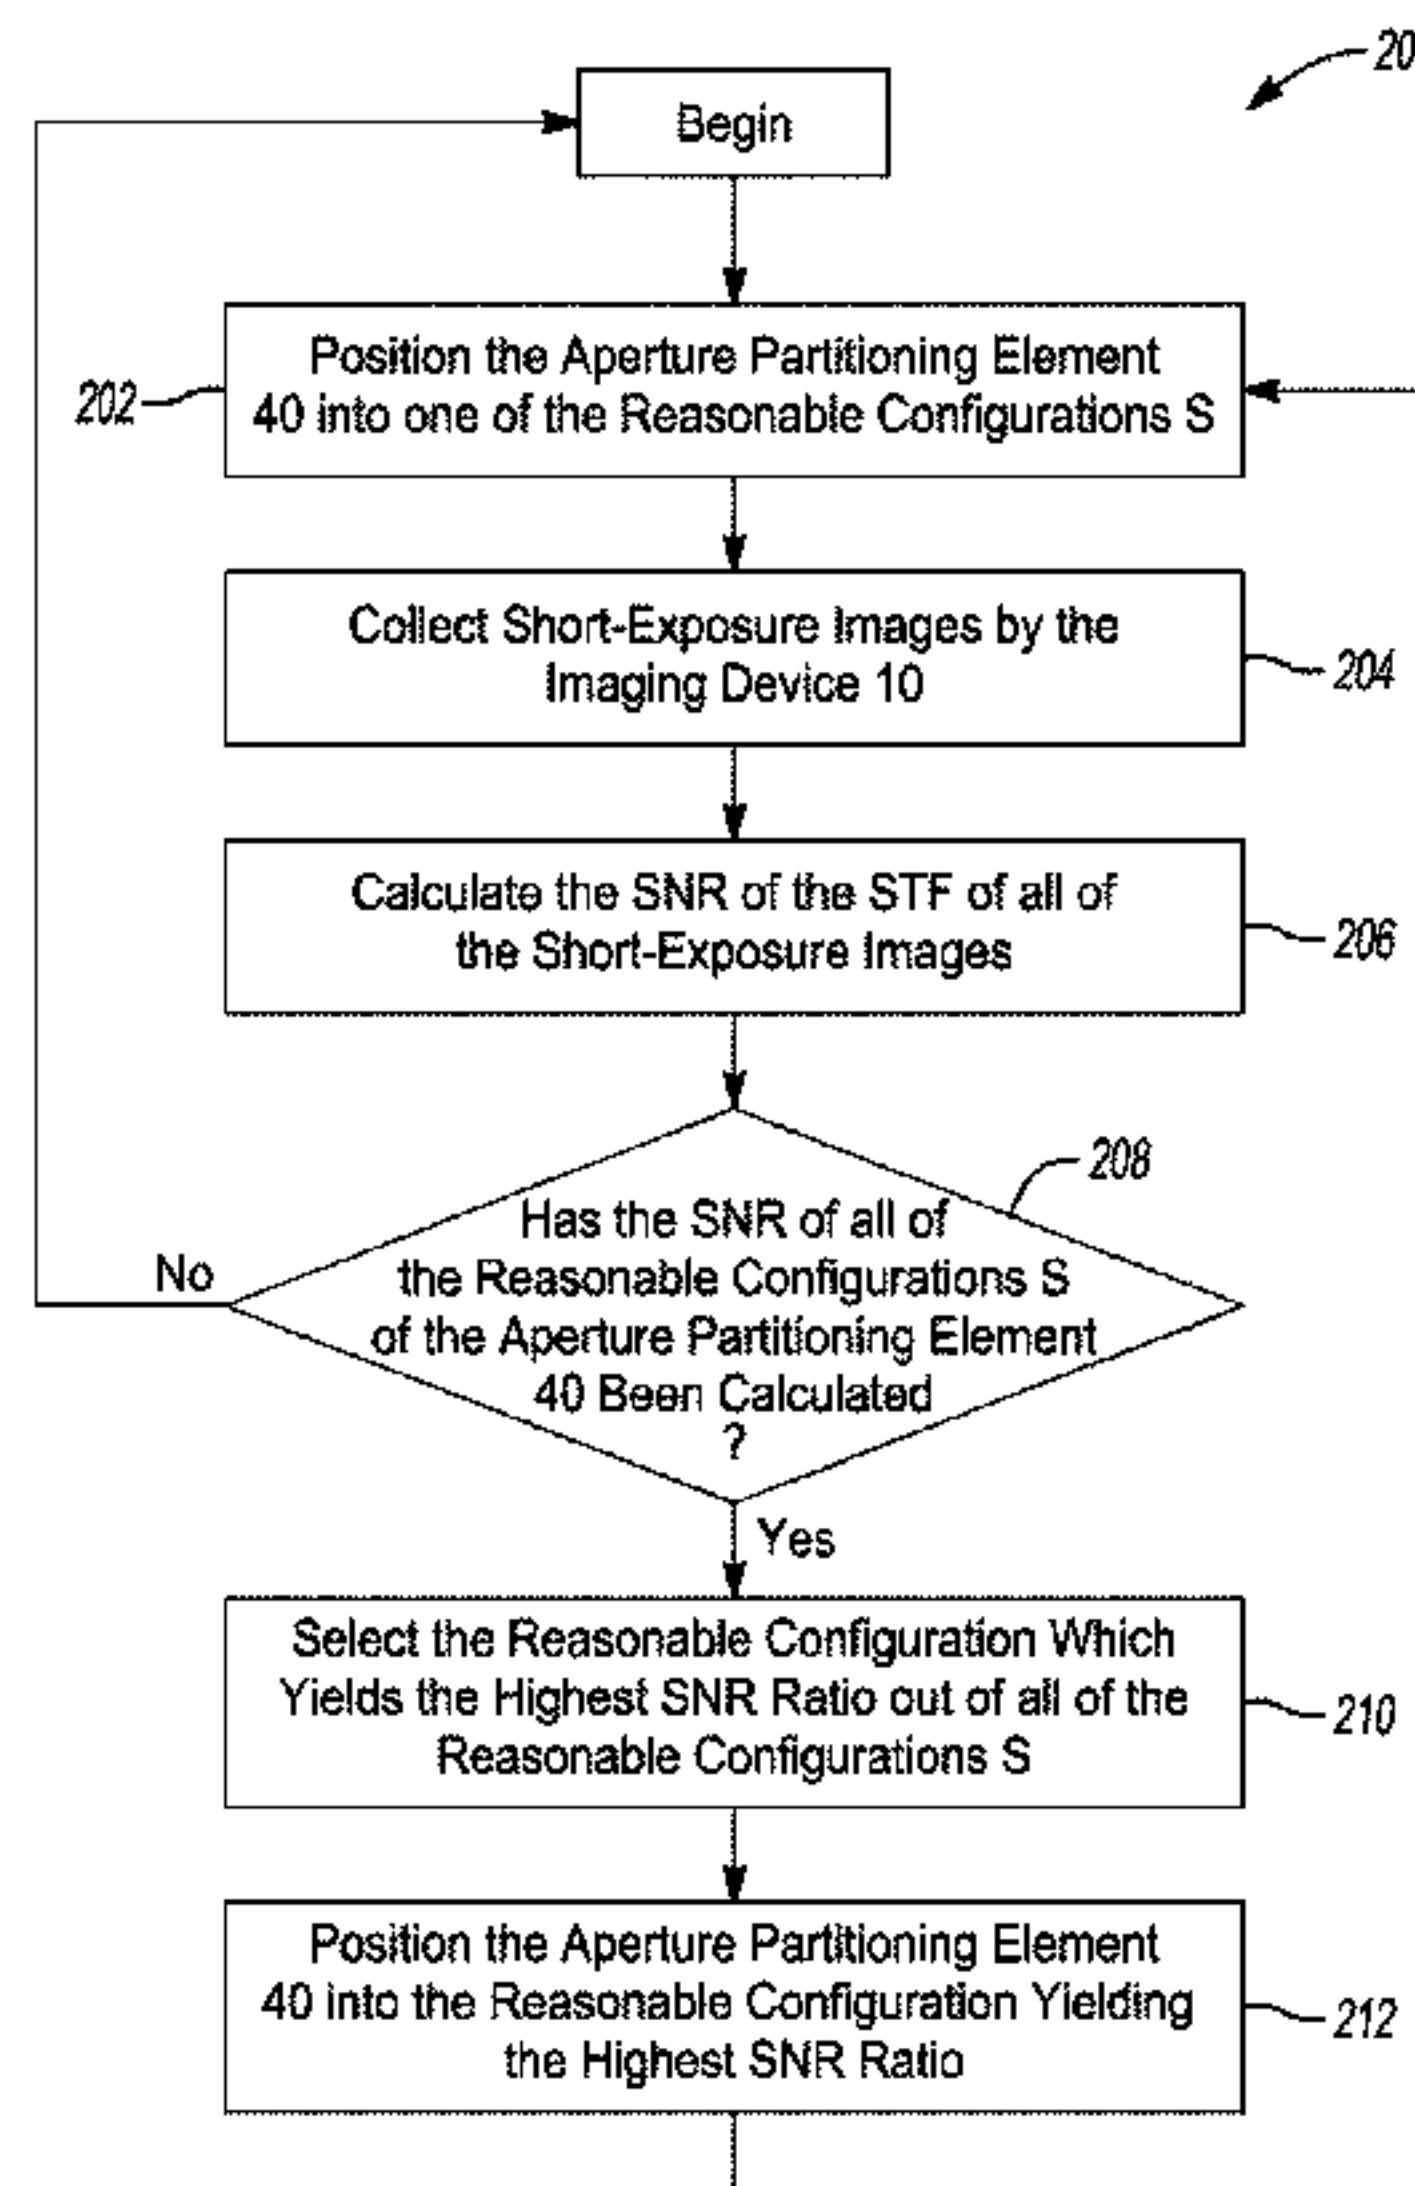 20
Begin
Position the Aperture Partitioning Element
40 into one of the Reasonable Configurations S
202
Collect Short-Exposure Images by the
Imaging Device 10
204
Calculate the SNR of the STF of all of
the Short-Exposure Images
206
208
Has the SNR of all of
the Reasonable Configurations S
of the Aperture Partitioning Element
40 Been Calculated
?
No
Yes
Select the Reasonable Configuration Which
Yields the Highest SNR Ratio out of all of the
Reasonable Configurations S
210
Position the Aperture Partitioning Element
40 into the Reasonable Configuration Yielding
the Highest SNR Ratio
212